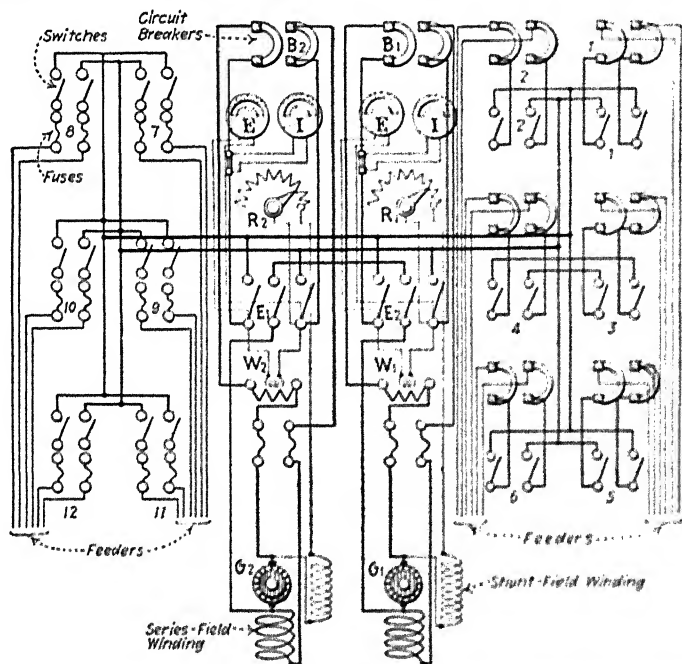 Circuit
Breakers
B2
B1
Switches
1
2
8
7
E
I
E
I
2
1
Fuses
R2
R1
10
9
E1
E2
4
3
W2
W1
12
11
6
5
Feeders
Feeders
G2
G1
Shunt-Field Winding
Series-Field
Winding